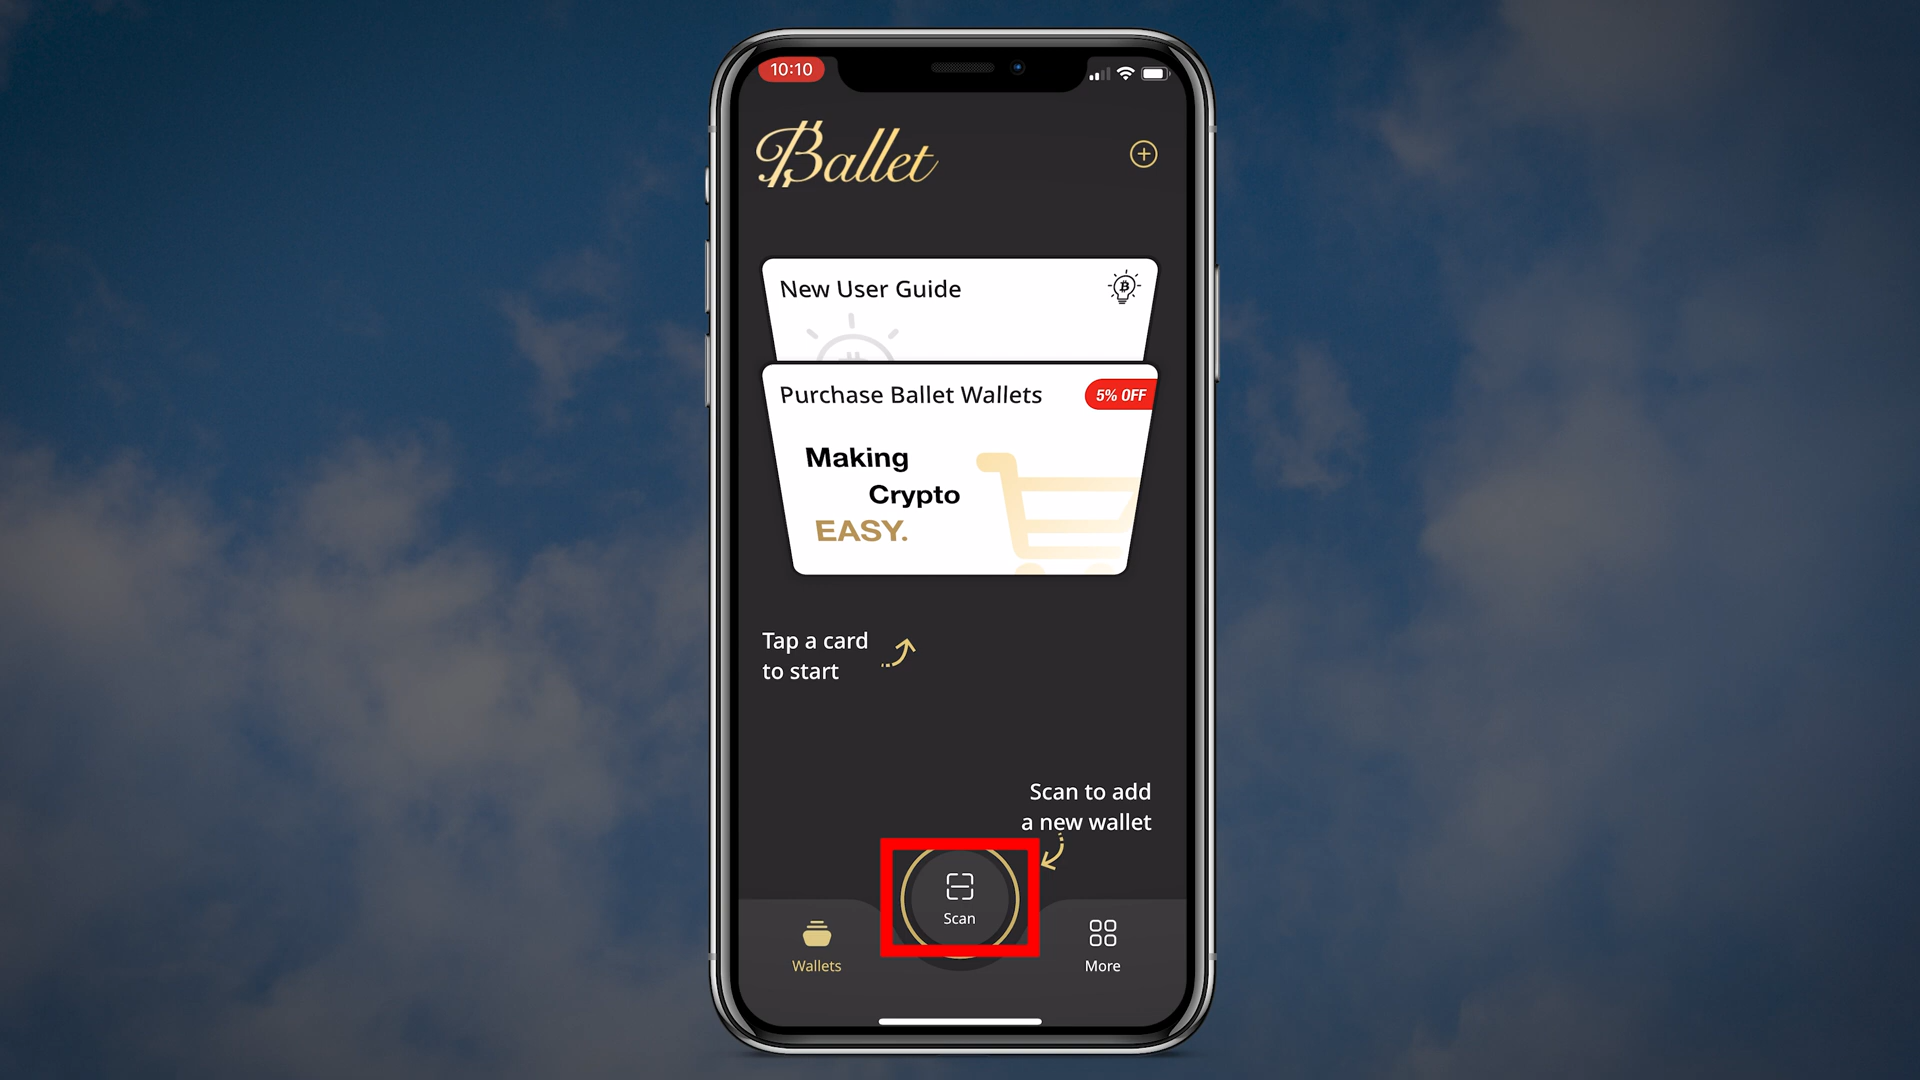 10:10
Ballet
New User Guide
Purchase Ballet Wallets
5% OFF
Making
Crypto
EASY.
Tap a card
to start
Scan to add
a new wallet
Scan
Wallets
More